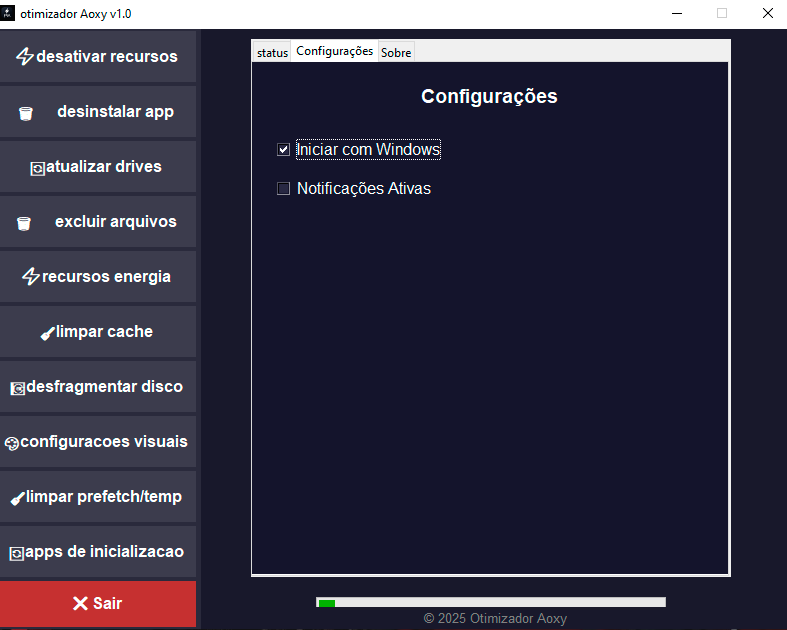 otimizador Aoxy v1.0
desativar recursos
desinstalar app
atualizar drives
excluir arquivos
recursos energia
limpar cache
desfragmentar disco
configuracoes visuais
limpar prefetch/temp
apps de inicializacao
Sair
status Configurações Sobre
Configurações
Iniciar com Windows
Notificações Ativas
© 2025 Otimizador Aoxy